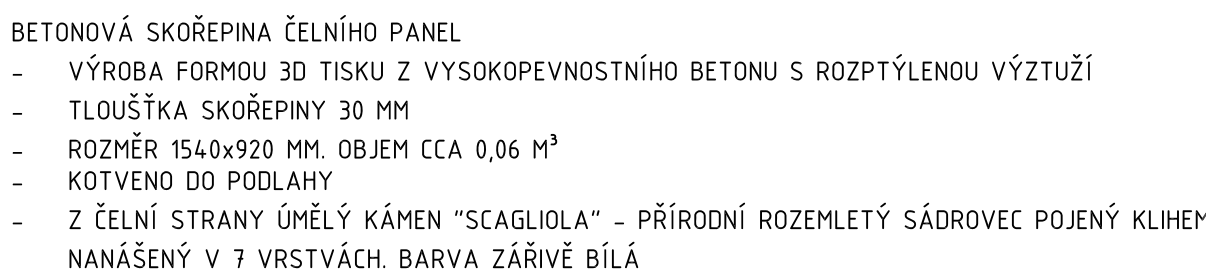 BETONOVÁ SKOŘEPINA ČELNÍHO PANEL
- VÝROBA FORMOU 3D TISKU Z VYSOKOPEVNOSTNÍHO BETONU S ROZPTÝLENOU VÝZTUŽÍ
- TLOUŠŤKA SKOŘEPINY 30 MM
- ROZMĚR 1540x920 MM. OBJEM CCA 0,06 M³
- KOTVENO DO PODLAHY
- Z ČELNÍ STRANY ÚMĚLÝ KÁMEN "SCAGLIOLA" - PŘÍRODNÍ ROZEMLETÝ SÁDROVEC POJENÝ KLIHEM
NANÁŠENÝ V 7 VRSTVÁCH. BARVA ZÁŘIVĚ BÍLÁ